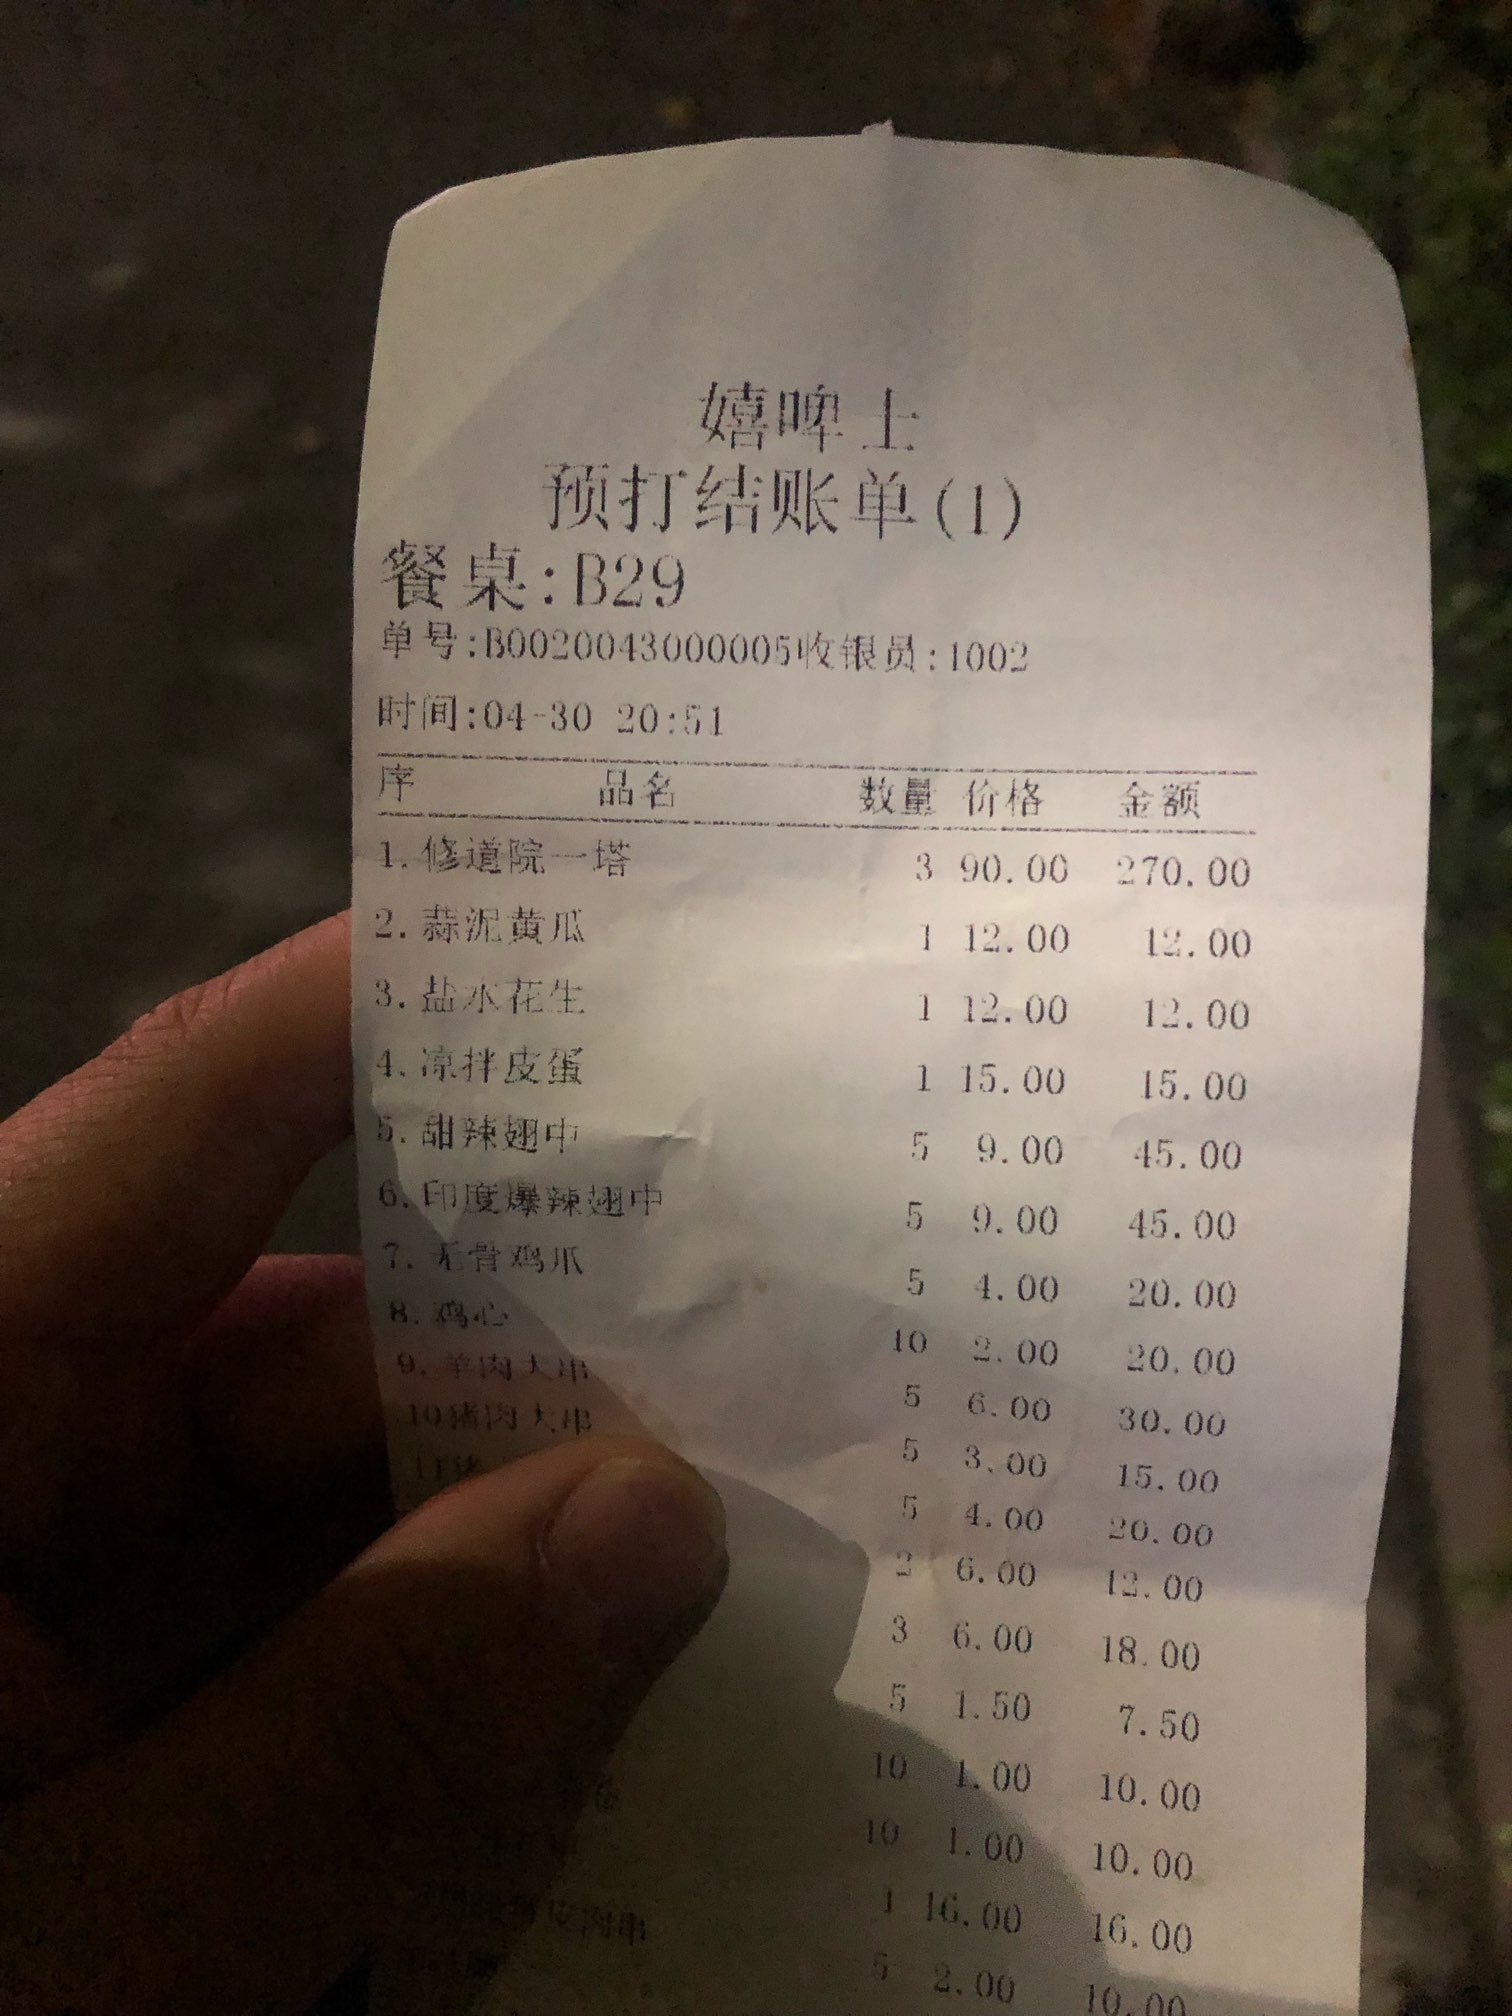 嬉啤士
预打结账单(1)
餐桌:B29
单号:B0020043000005收银员:1002
时间:04-30 20:51
序 品名 数量 价格 金额
1.修道院一塔 3 90.00 270.00
2.蒜泥黄瓜 1 12.00 12.00
3.盐水花生 1 12.00 12.00
4.凉拌皮蛋 1 15.00 15.00
5.甜辣翅中 5 9.00 45.00
6.印度爆辣翅中 5 9.00 45.00
7.无骨鸡爪 5 4.00 20.00
8.鸡心 10 2.00 20.00
9.羊肉大串 5 6.00 30.00
10猪肉大串 5 3.00 15.00
11猪 5 4.00 20.00
2 6.00 12.00
3 6.00 18.00
5 1.50 7.50
10 1.00 10.00
10 1.00 10.00
1 16.00 16.00
5 2.00 10.00